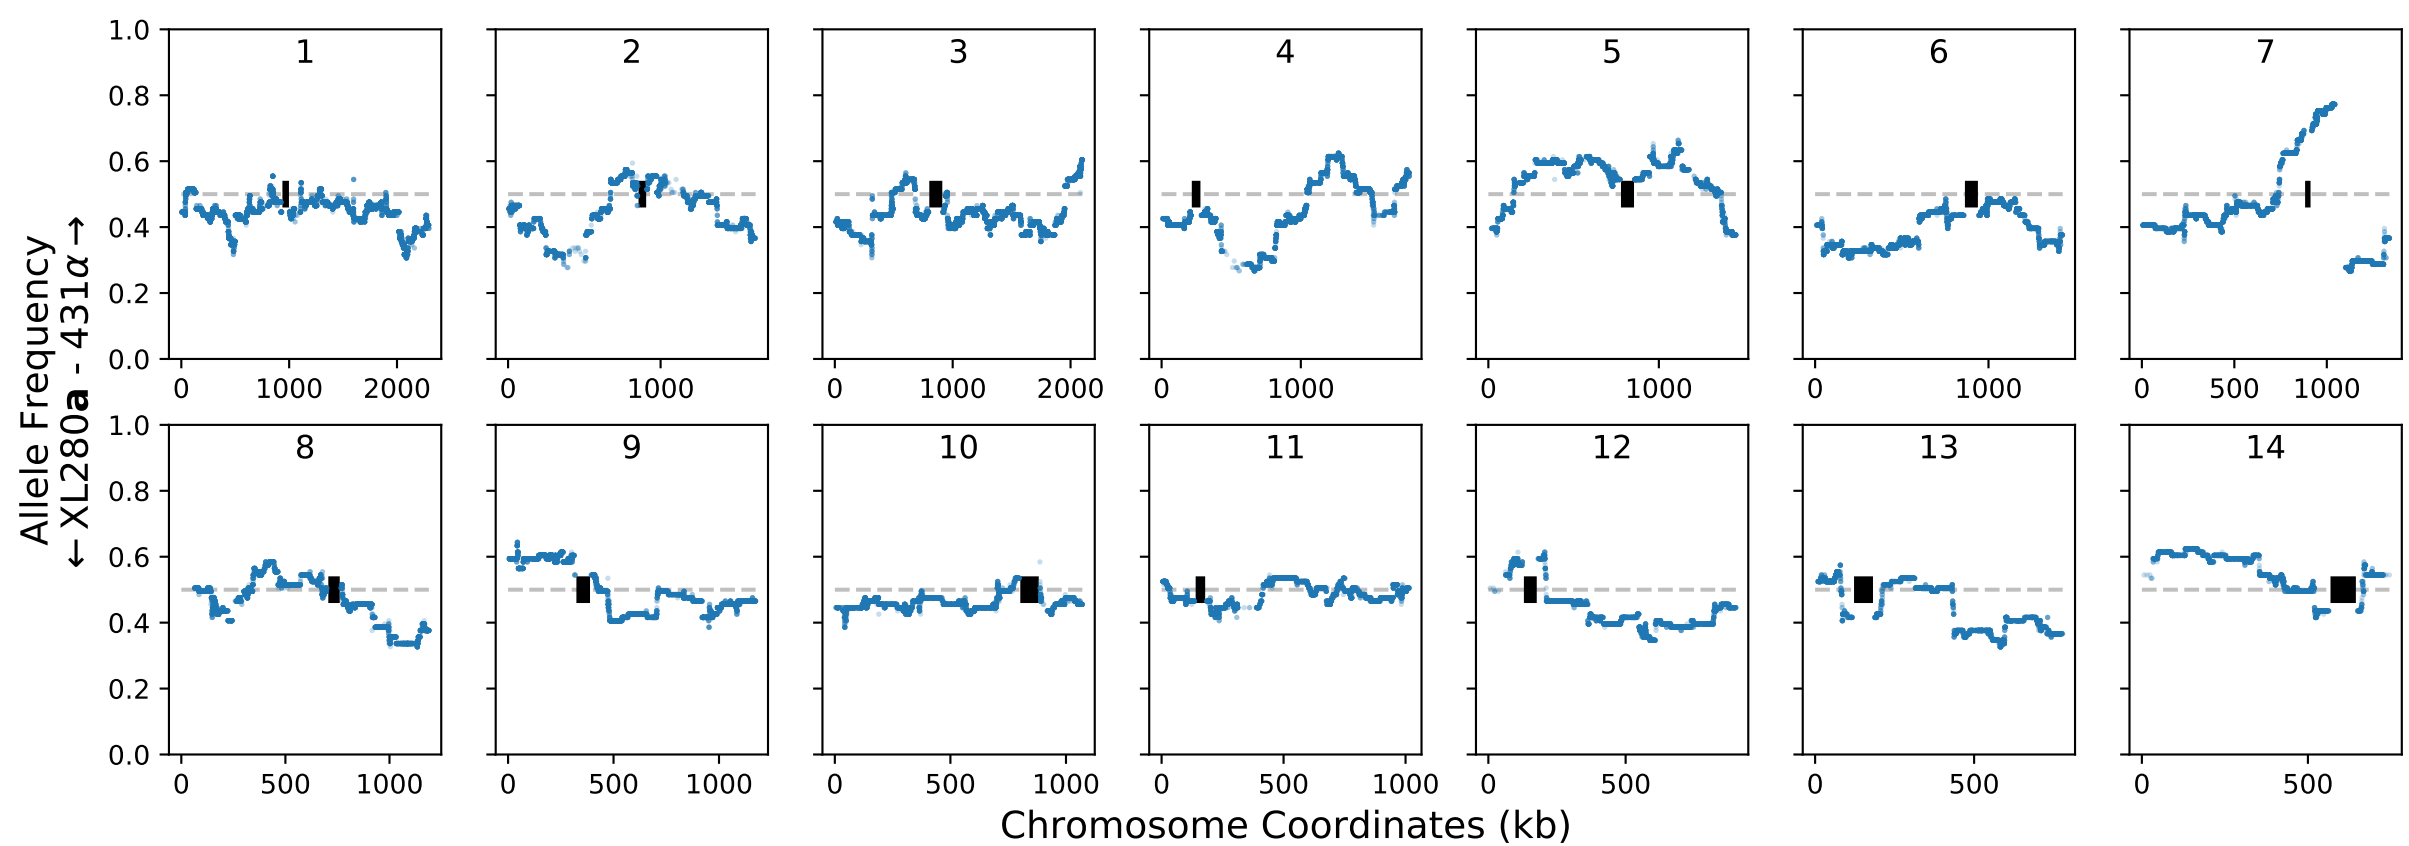 Allele Frequency
← XL280a - 431α →
1 2 3 4 5 6 7
1.0
0.8
0.6
0.4
0.2
0.0
0 1000 2000 0 1000 0 1000 2000 0 1000 0 1000 0 1000 0 500 1000
8 9 10 11 12 13 14
1.0
0.8
0.6
0.4
0.2
0.0
0 500 1000 0 500 1000 0 500 1000 0 500 1000 0 500 0 500 0 500
Chromosome Coordinates (kb)